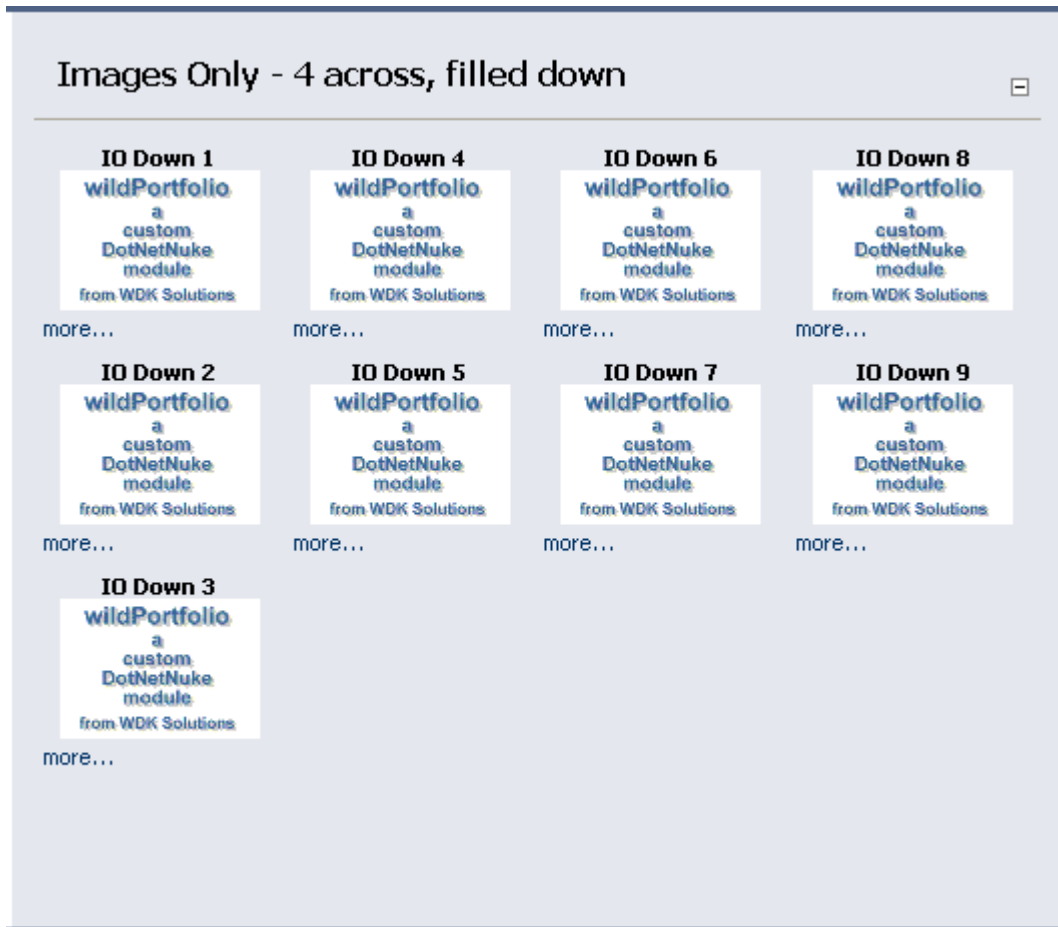 Images Only - 4 across, filled down
IO Down 1
wildPortfolio
a
custom
DotNetNuke
module
from WDK Solutions
more...
IO Down 4
wildPortfolio
a
custom
DotNetNuke
module
from WDK Solutions
more...
IO Down 6
wildPortfolio
a
custom
DotNetNuke
module
from WDK Solutions
more...
IO Down 8
wildPortfolio
a
custom
DotNetNuke
module
from WDK Solutions
more...
IO Down 2
wildPortfolio
a
custom
DotNetNuke
module
from WDK Solutions
more...
IO Down 5
wildPortfolio
a
custom
DotNetNuke
module
from WDK Solutions
more...
IO Down 7
wildPortfolio
a
custom
DotNetNuke
module
from WDK Solutions
more...
IO Down 9
wildPortfolio
a
custom
DotNetNuke
module
from WDK Solutions
more...
IO Down 3
wildPortfolio
a
custom
DotNetNuke
module
from WDK Solutions
more...